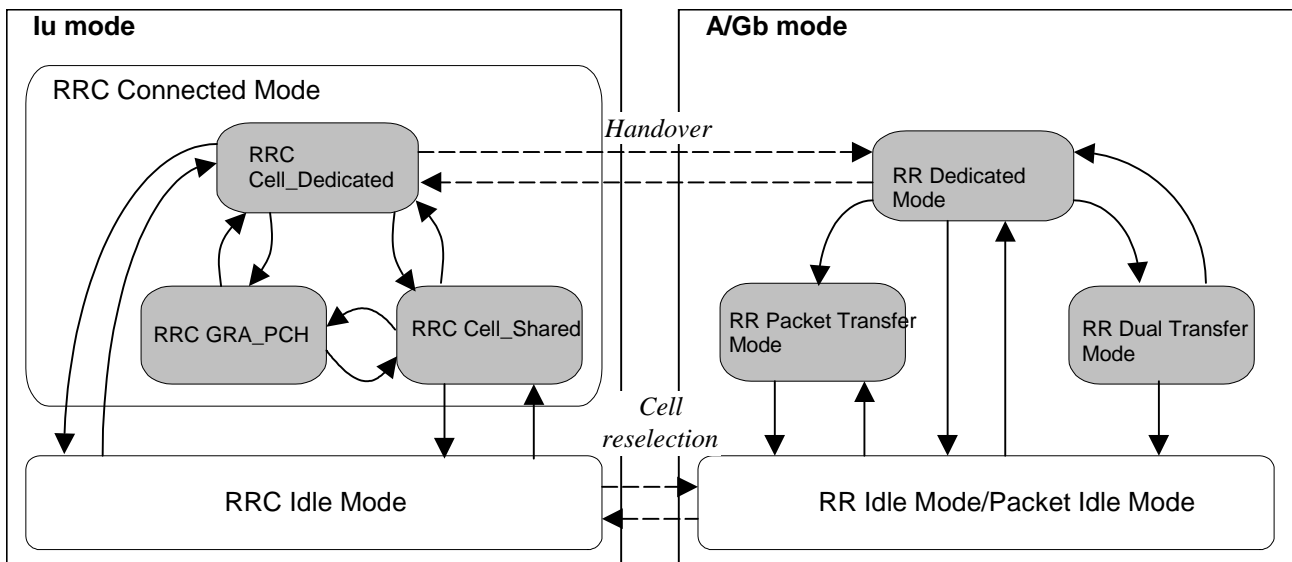 Iu mode
A/Gb mode
RRC Connected Mode
RRC
Cell_Dedicated
Handover
RR Dedicated
Mode
RRC GRA_PCH
RRC Cell_Shared
RR Packet Transfer
Mode
RR Dual Transfer
Mode
Cell
reselection
RRC Idle Mode
RR Idle Mode/Packet Idle Mode